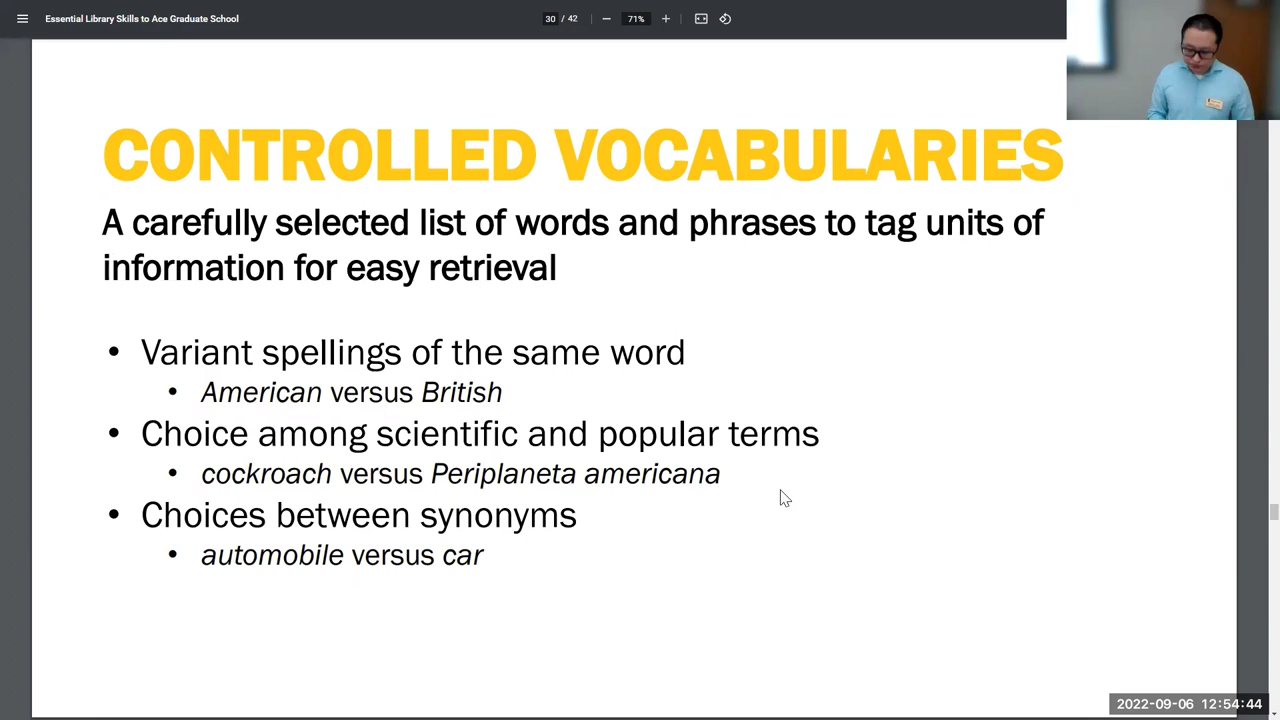 Essential Library Skills to Ace Graduate School
30 / 42
71%
CONTROLLED VOCABULARIES
A carefully selected list of words and phrases to tag units of
information for easy retrieval
• Variant spellings of the same word
• American versus British
• Choice among scientific and popular terms
• cockroach versus Periplaneta americana
• Choices between synonyms
• automobile versus car
2022-09-06 12:54:44